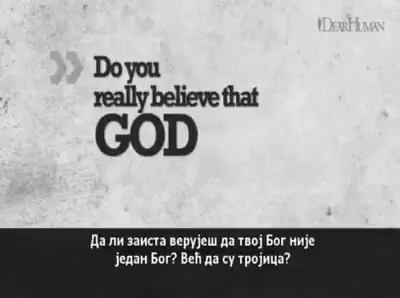 DearHuman
Do you
really believe that
GOD
Да ли заиста верујеш да твој Бог није
један Бог? Већ да су тројица?